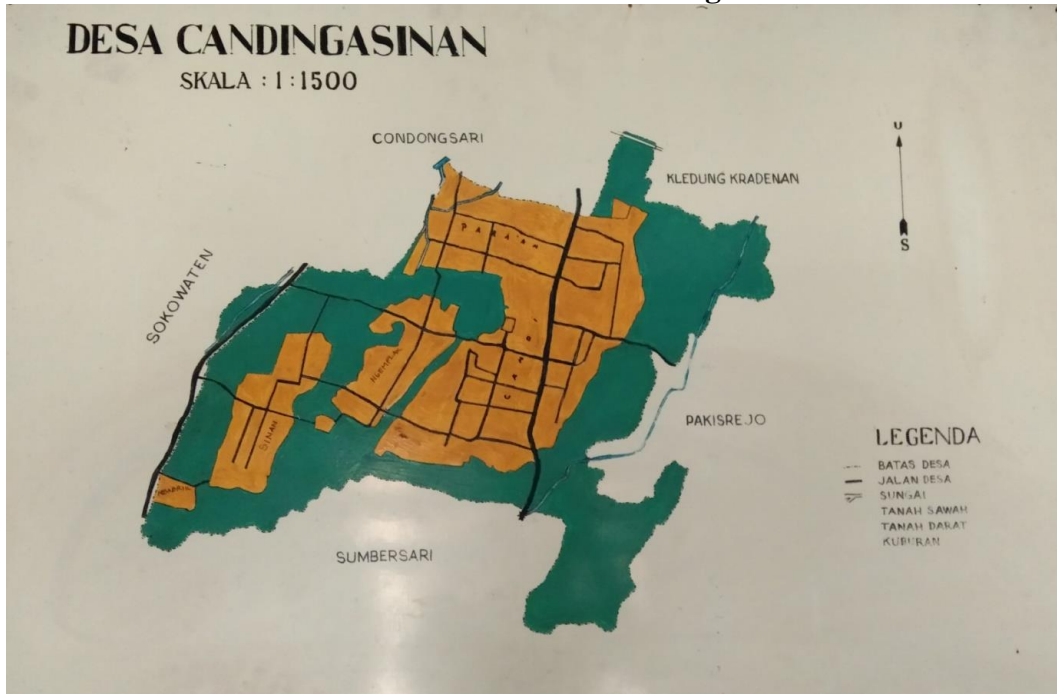 DESA CANDINGASINAN
SKALA : 1:1500
CONDONGSARI
U
KLEDUNG KRADENAN
S
SOKOWATEN
PAKISREJO
SINAN
SUMBERSARI
LEGENDA
BATAS DESA
JALAN DESA
SUNGAI
TANAH SAWAH
TANAH DARAT
KUBURAN